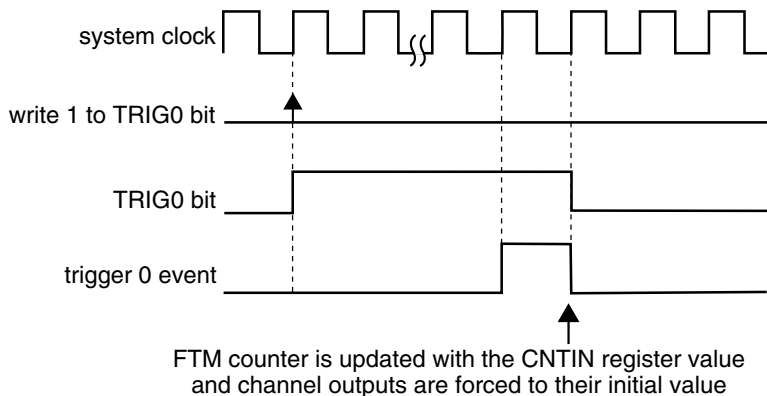 system clock
write 1 to TRIG0 bit
TRIG0 bit
trigger 0 event
FTM counter is updated with the CNTIN register value
and channel outputs are forced to their initial value